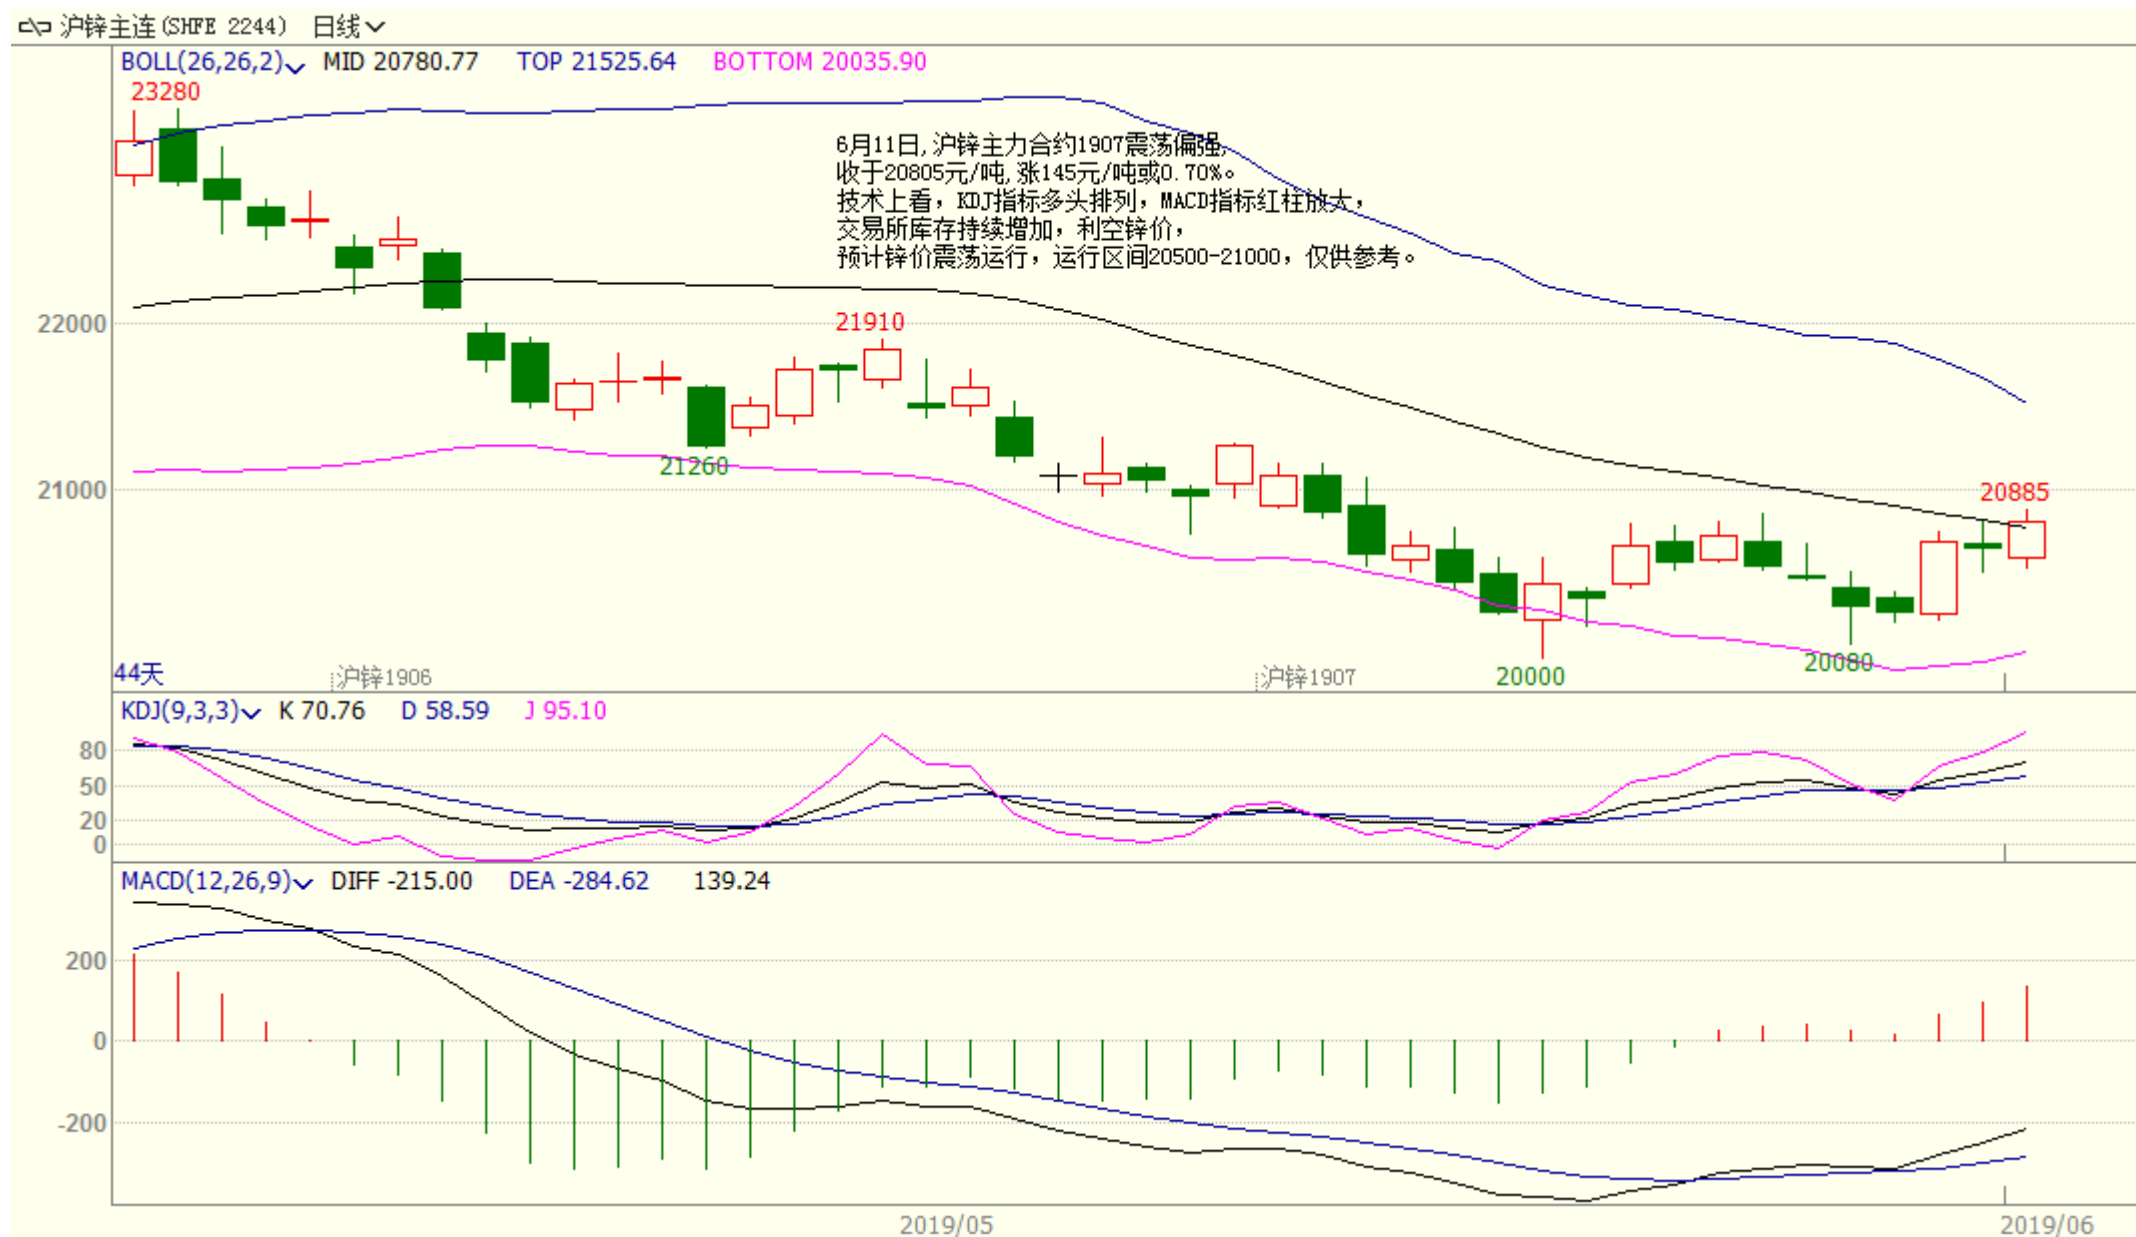 沪锌主连(SHFE 2244) 日线
BOLL(26,26,2) MID 20780.77 TOP 21525.64 BOTTOM 20035.90
23280
6月11日,沪锌主力合约1907震荡偏强,
收于20805元/吨,涨145元/吨或0.70%。
技术上看，KDJ指标多头排列，MACD指标红柱放大，
交易所库存持续增加，利空锌价，
预计锌价震荡运行，运行区间20500-21000，仅供参考。
22000
21910
21260
21000
20885
20080
20000
44天
沪锌1906
沪锌1907
KDJ(9,3,3) K 70.76 D 58.59 J 95.10
80
50
20
0
MACD(12,26,9) DIFF -215.00 DEA -284.62 139.24
200
0
-200
2019/05
2019/06